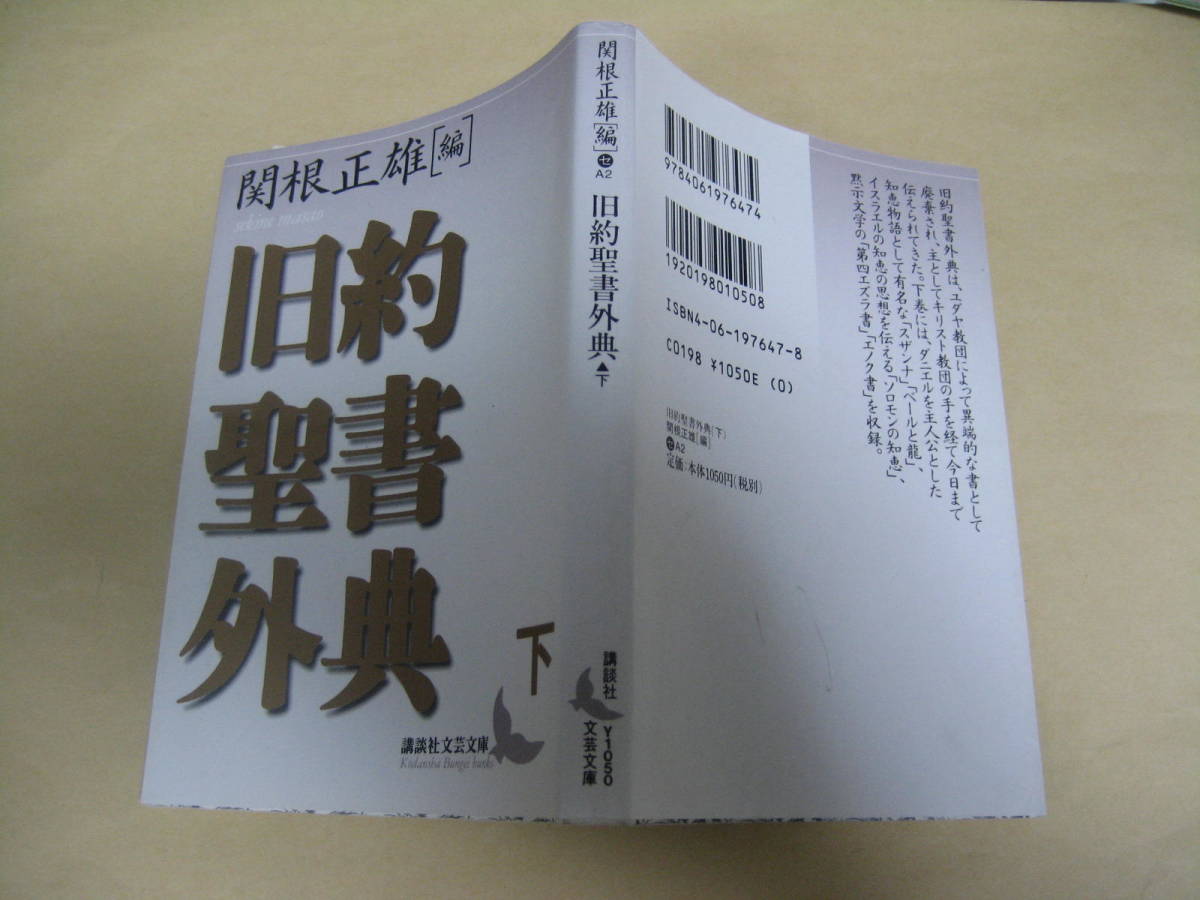 関根正雄[編]
sekine masao
旧約
聖書
外典
下
講談社文芸文庫
Kodansha Bungei bunko
関根正雄[編]
セ
A2
旧約聖書外典▲下
講談社
文芸文庫
¥1050
9784061976474
1920198010508
ISBN4-06-197647-8
C0198 ¥1050E (0)
旧約聖書外典(下)
関根正雄[編]
セA2
定価:本体1050円(税別)
旧約聖書外典は、ユダヤ教団によって異端的な書として
廃棄され、主としてキリスト教団の手を経て今日まで
伝えられてきた。下巻には、ダニエルを主人公とした
知恵物語として有名な「スザンナ」「ベールと龍」、
イスラエルの知恵の思想を伝える「ソロモンの知恵」、
黙示文学の「第四エズラ書」「エノク書」を収録。